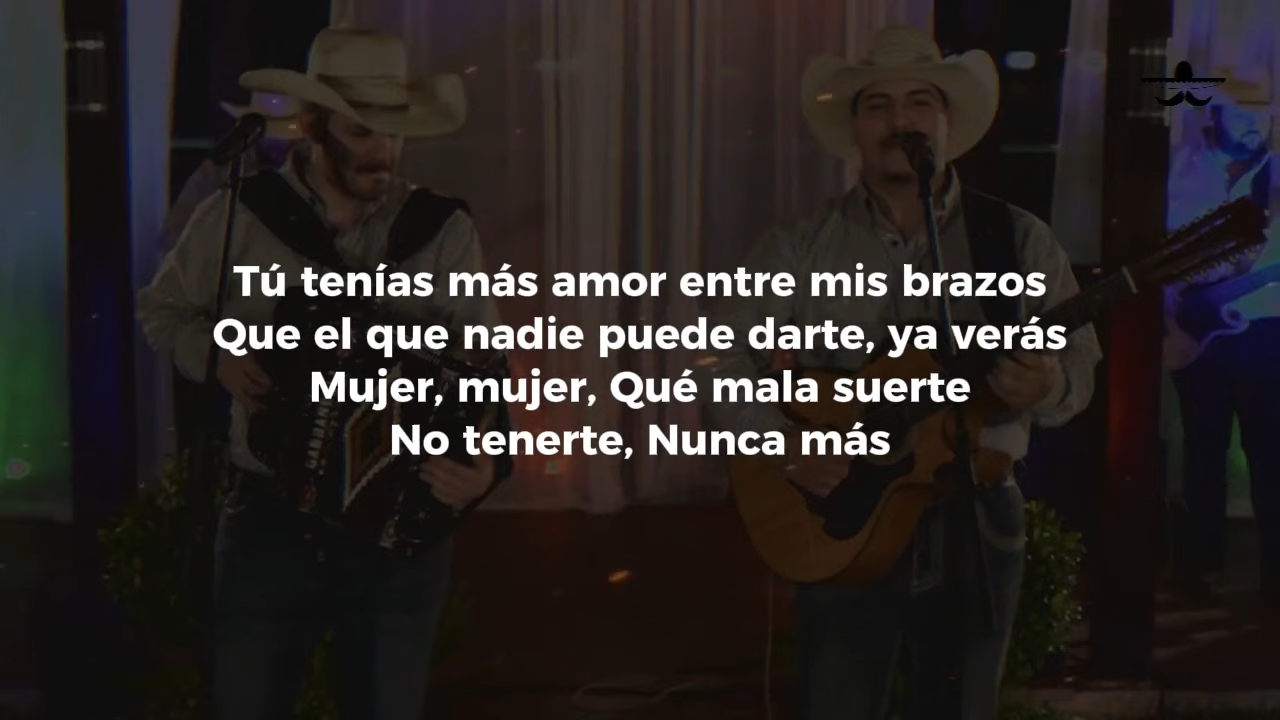 Tú tenías más amor entre mis brazos
Que el que nadie puede darte, ya verás
Mujer, mujer, Qué mala suerte
No tenerte, Nunca más
GABBANELLI